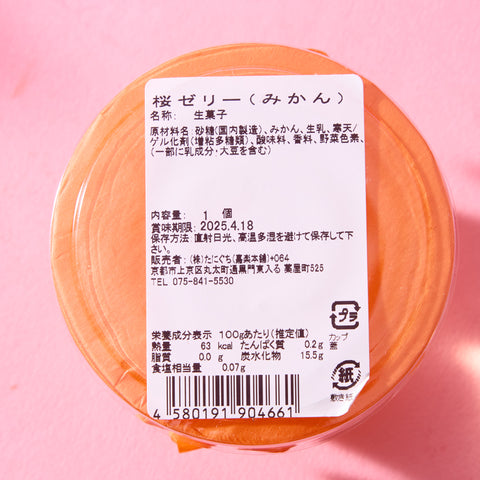 桜ゼリー(みかん)
名称: 生菓子
原材料名:砂糖(国内製造)、みかん、生乳、寒天/
ゲル化剤(増粘多糖類)、酸味料、香料、野菜色素、
(一部に乳成分・大豆を含む)
内容量: 1 個
賞味期限: 2025.4.18
保存方法:直射日光、高温多湿を避けて保存して下
さい。
販売者:(株)たにぐち(嘉楽本舗)+064
京都市上京区丸太町通黒門東入る 藁屋町525
TEL 075-841-5530
プラ
カップ
蓋
栄養成分表示 100gあたり(推定値)
熱量 63 kcal たんぱく質 0.2g
脂質 0.0 g 炭水化物 15.5g
食塩相当量 0.07g
紙
敷き紙
4 580191 904661